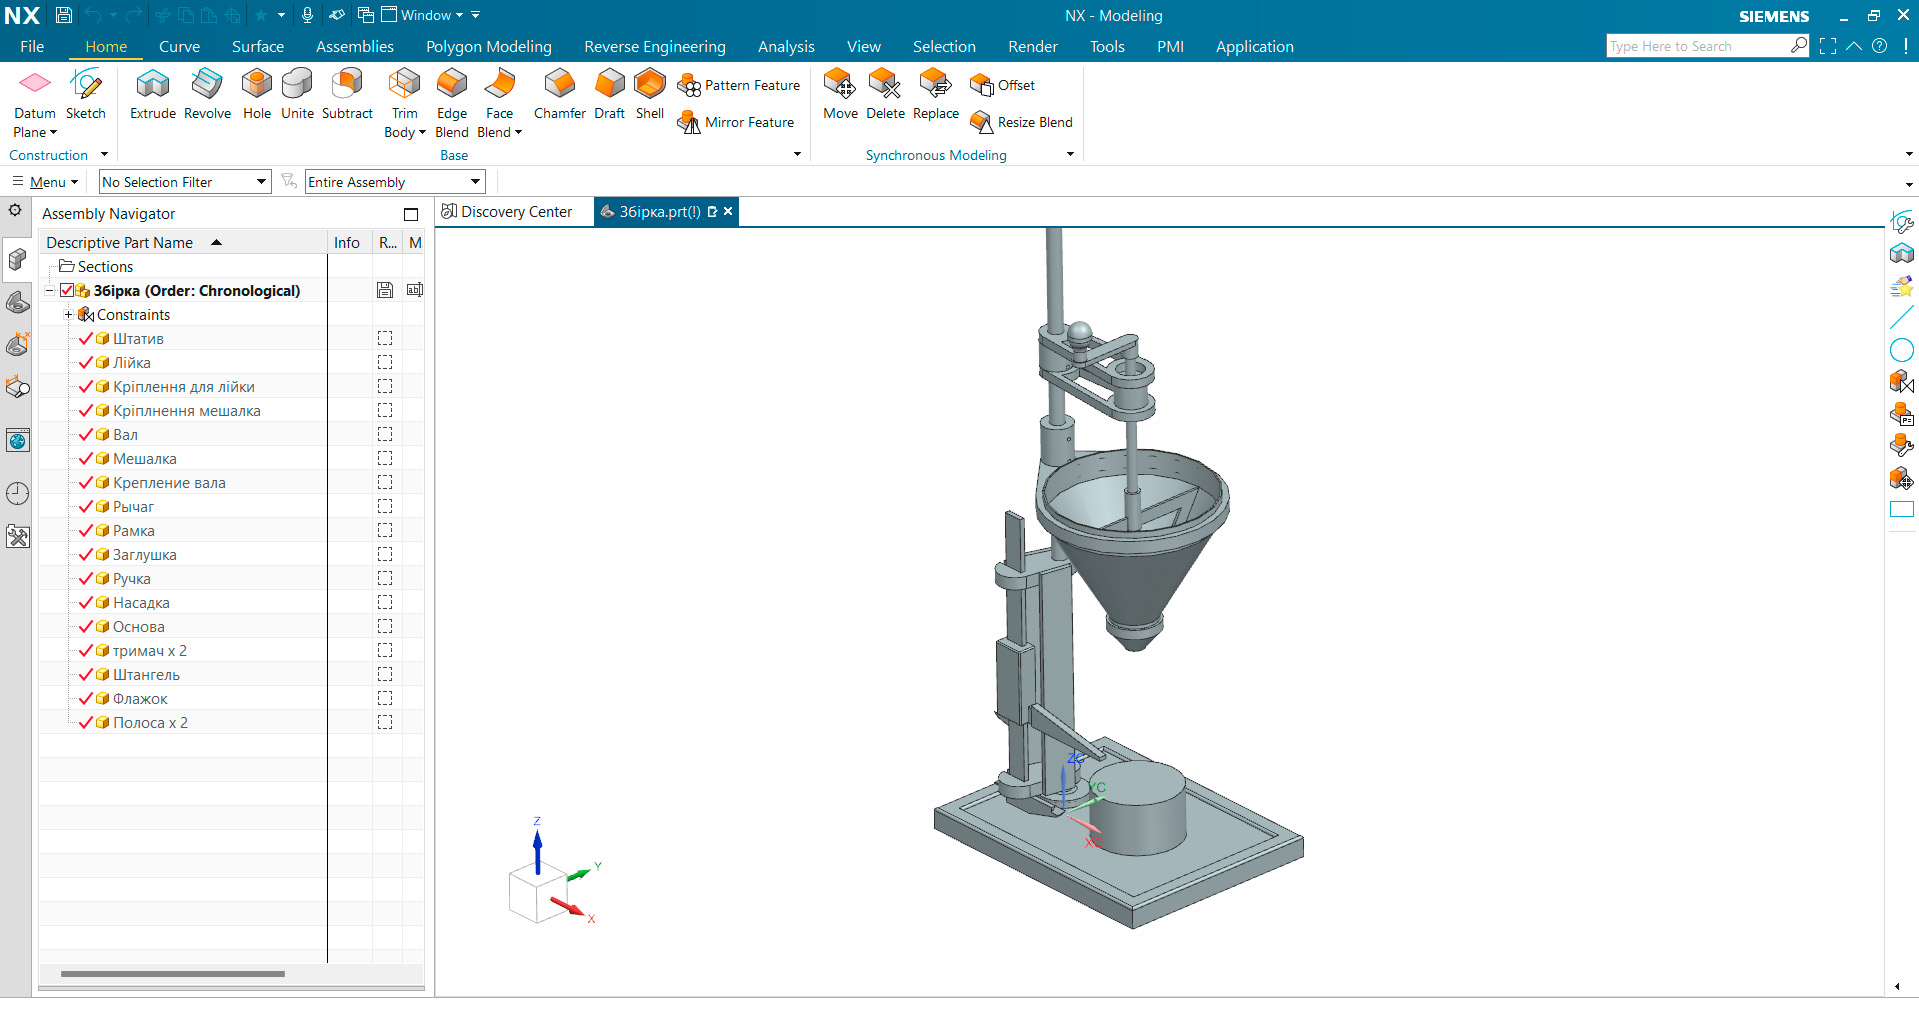 NX
Window
NX - Modeling
SIEMENS
File Home Curve Surface Assemblies Polygon Modeling Reverse Engineering Analysis View Selection Render Tools PMI Application
Type Here to Search
Datum Plane
Sketch
Extrude
Revolve
Hole
Unite
Subtract
Trim Body
Edge Blend
Face Blend
Chamfer
Draft
Shell
Pattern Feature
Mirror Feature
Move
Delete
Replace
Offset
Resize Blend
Construction
Base
Synchronous Modeling
Menu
No Selection Filter
Entire Assembly
Assembly Navigator
Discovery Center
Збірка.prt(!)
Descriptive Part Name Info R... M
Sections
Збірка (Order: Chronological)
Constraints
Штатив
Лійка
Кріплення для лійки
Кріплнення мешалка
Вал
Мешалка
Крепление вала
Рычаг
Рамка
Заглушка
Ручка
Насадка
Основа
тримач x 2
Штангель
Флажок
Полоса x 2
ZC
YC
XC
Z
Y
X